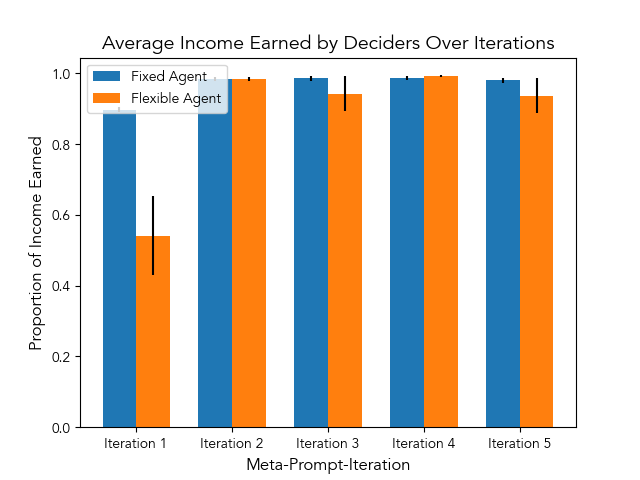 Average Income Earned by Deciders Over Iterations
Fixed Agent
Flexible Agent
Proportion of Income Earned
1.0
0.8
0.6
0.4
0.2
0.0
Iteration 1
Iteration 2
Iteration 3
Iteration 4
Iteration 5
Meta-Prompt-Iteration